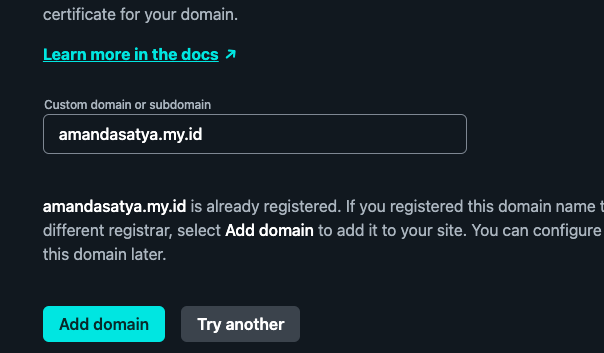 certificate for your domain.
Learn more in the docs ↗
Custom domain or subdomain
amandasatya.my.id
amandasatya.my.id is already registered. If you registered this domain name t
different registrar, select Add domain to add it to your site. You can configure
this domain later.
Add domain
Try another